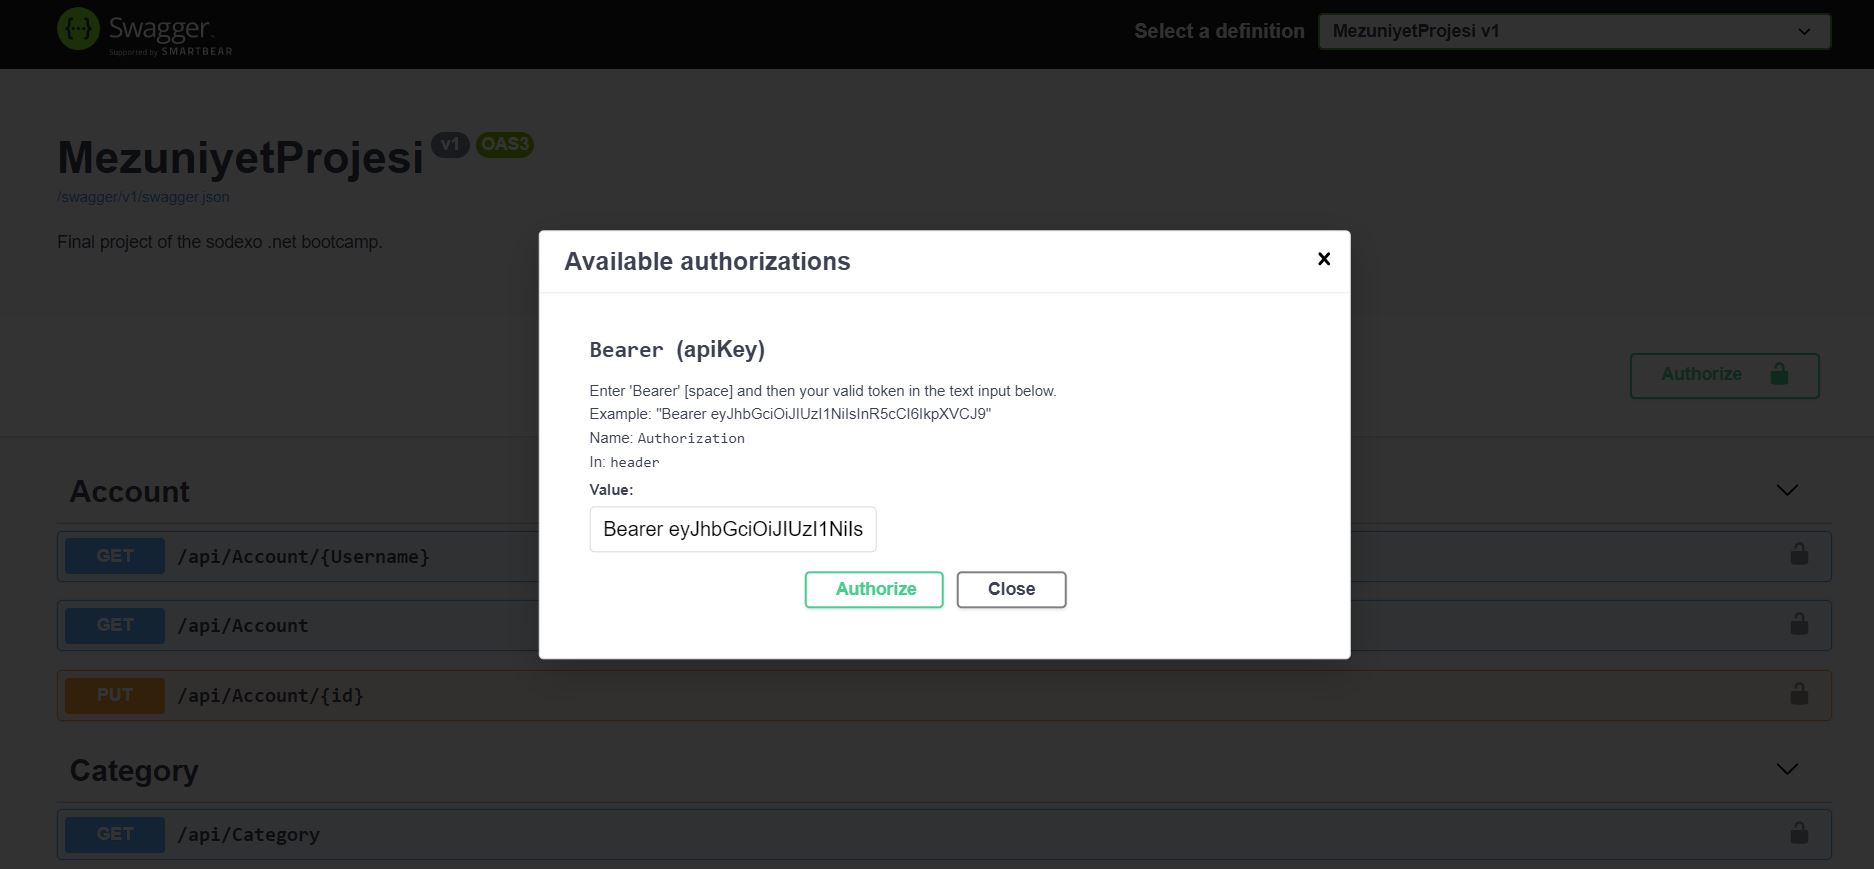 Swagger.
Supported by SMARTBEAR
Select a definition
MezuniyetProjesi v1
MezuniyetProjesi v1 OAS3
/swagger/v1/swagger.json
Final project of the sodexo .net bootcamp.
Available authorizations
Bearer (apiKey)
Enter 'Bearer' [space] and then your valid token in the text input below.
Example: "Bearer eyJhbGciOiJIUzI1NiIsInR5cCI6IkpXVCJ9"
Name: Authorization
In: header
Value:
Bearer eyJhbGciOiJIUzI1NiIs
Authorize Close
Authorize
Account
GET /api/Account/{Username}
GET /api/Account
PUT /api/Account/{id}
Category
GET /api/Category